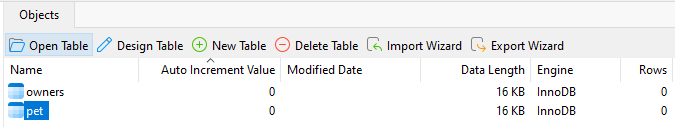 Objects
Open Table Design Table New Table Delete Table Import Wizard Export Wizard
Name Auto Increment Value Modified Date Data Length Engine Rows
owners 0 16 KB InnoDB 0
pet 0 16 KB InnoDB 0